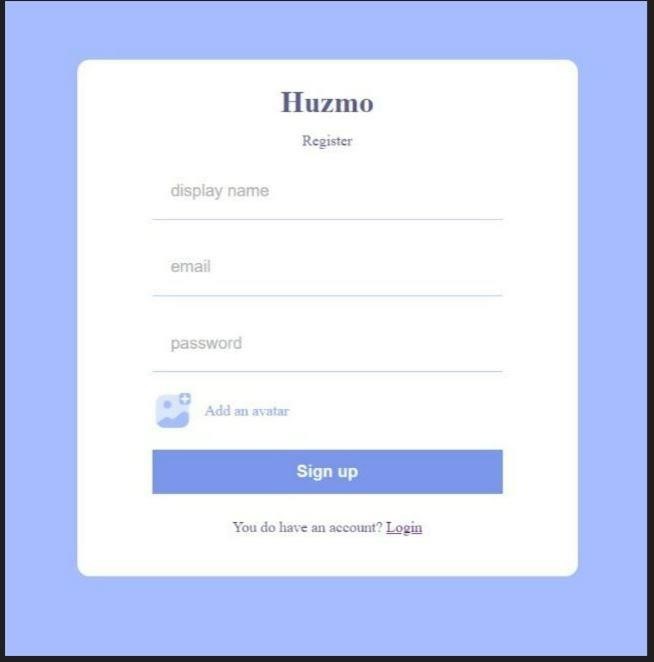 Huzmo
Register
display name
email
password
Add an avatar
Sign up
You do have an account? Login